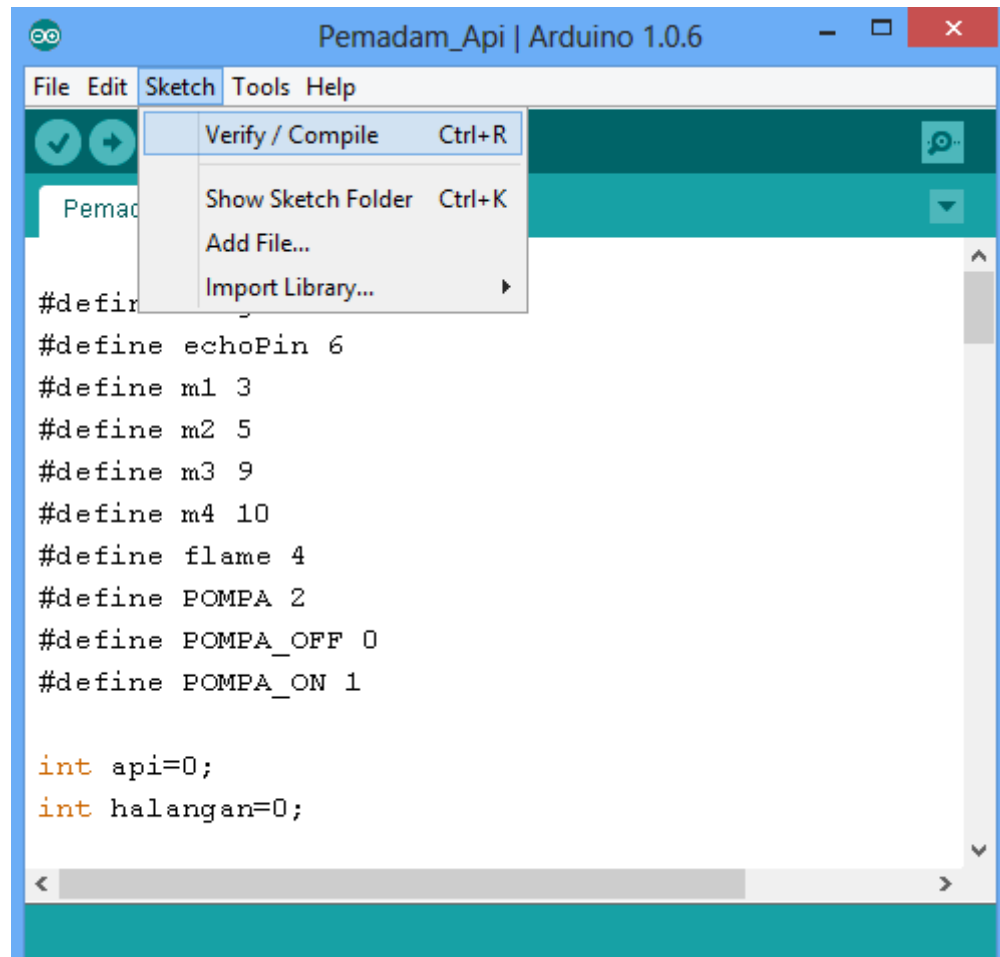 Pemadam_Api | Arduino 1.0.6
File Edit Sketch Tools Help
Verify / Compile Ctrl+R
Show Sketch Folder Ctrl+K
Add File...
Import Library...
Pemad
#defin
#define echoPin 6
#define m1 3
#define m2 5
#define m3 9
#define m4 10
#define flame 4
#define POMPA 2
#define POMPA_OFF 0
#define POMPA_ON 1
int api=0;
int halangan=0;